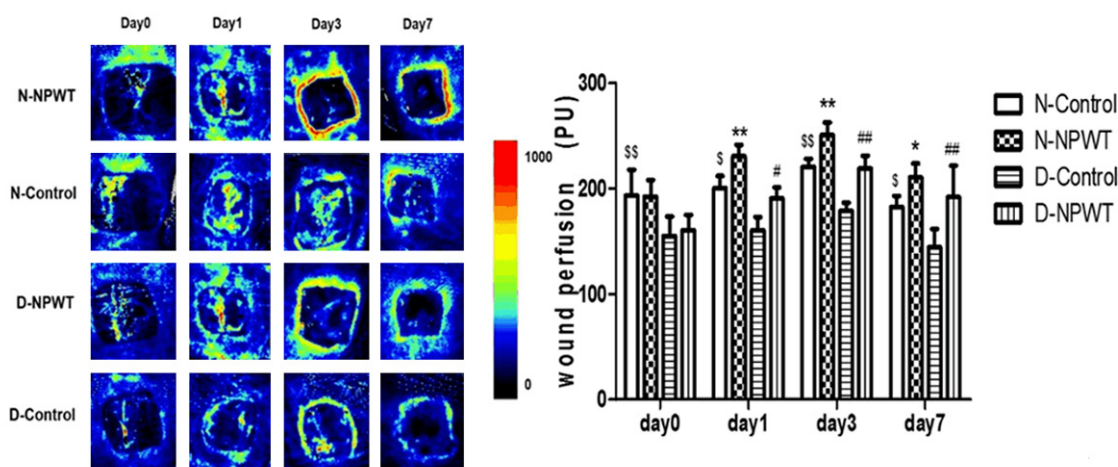 Day0 Day1 Day3 Day7
N-NPWT
N-Control
D-NPWT
D-Control
1000
0
wound perfusion (PU)
300
200
100
0
$$
$ ** #
$$ ** ##
$ * ##
day0 day1 day3 day7
N-Control
N-NPWT
D-Control
D-NPWT